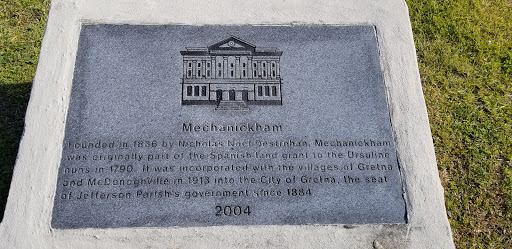 Mechanickham
Founded in 1836 by Nicholas Noel Destrehan, Mechanickham
was originally part of the Spanish land grant to the Ursuline
nuns in 1790. It was incorporated with the villages of Gretna
and McDonoghville in 1913 into the City of Gretna, the seat
of Jefferson Parish's government since 1884.
2004